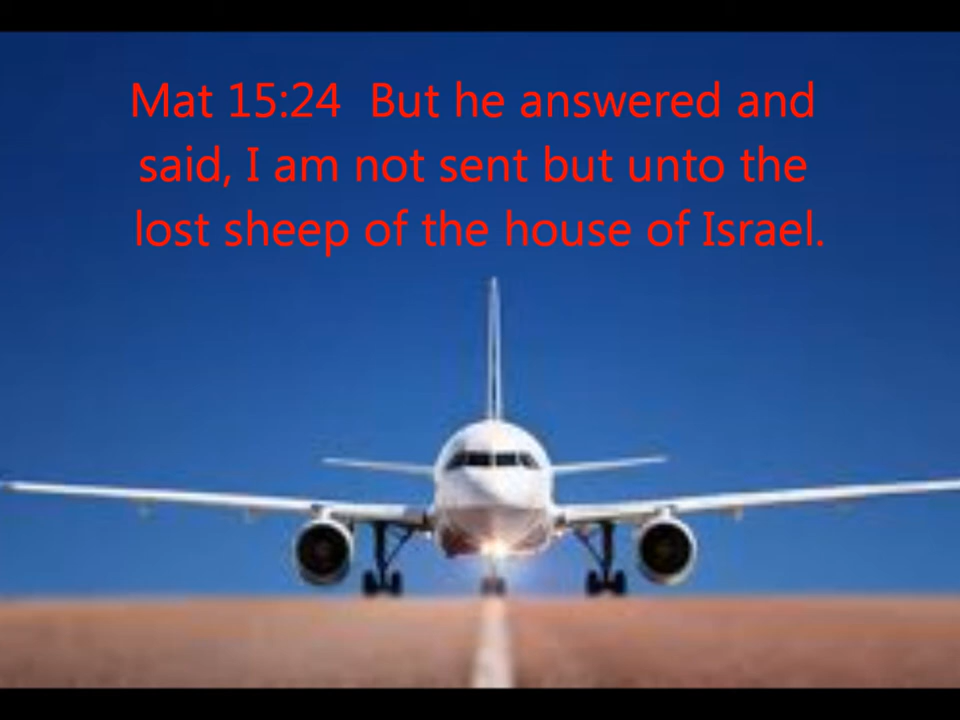 Mat 15:24  But he answered and
said, I am not sent but unto the
lost sheep of the house of Israel.